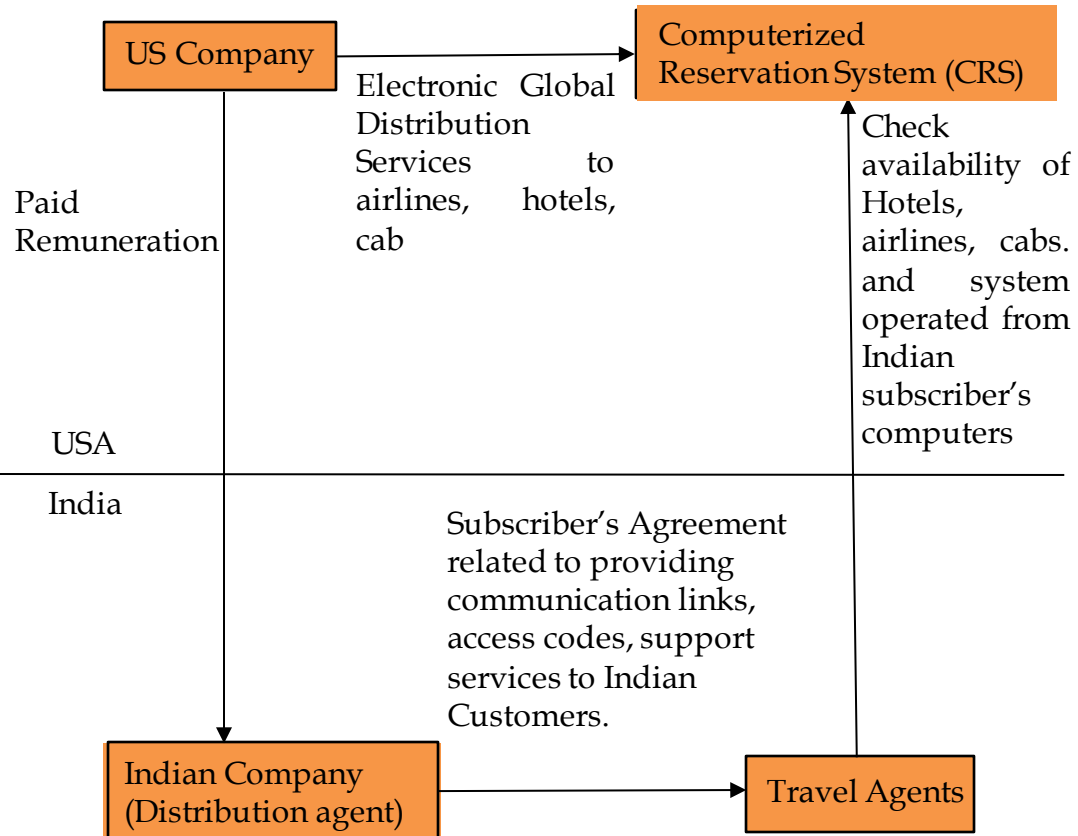 US Company
Computerized
Reservation System (CRS)
Electronic Global
Distribution
Services to
airlines, hotels,
cab
Check
availability of
Hotels,
airlines, cabs.
and system
operated from
Indian
subscriber’s
computers
Paid
Remuneration
USA
India
Subscriber’s Agreement
related to providing
communication links,
access codes, support
services to Indian
Customers.
Indian Company
(Distribution agent)
Travel Agents